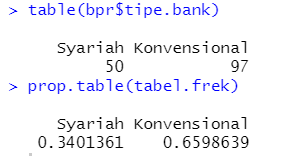 > table(bpr$tipe.bank)
Syariah Konvensional
50 97
> prop.table(tabel.frek)
Syariah Konvensional
0.3401361 0.6598639